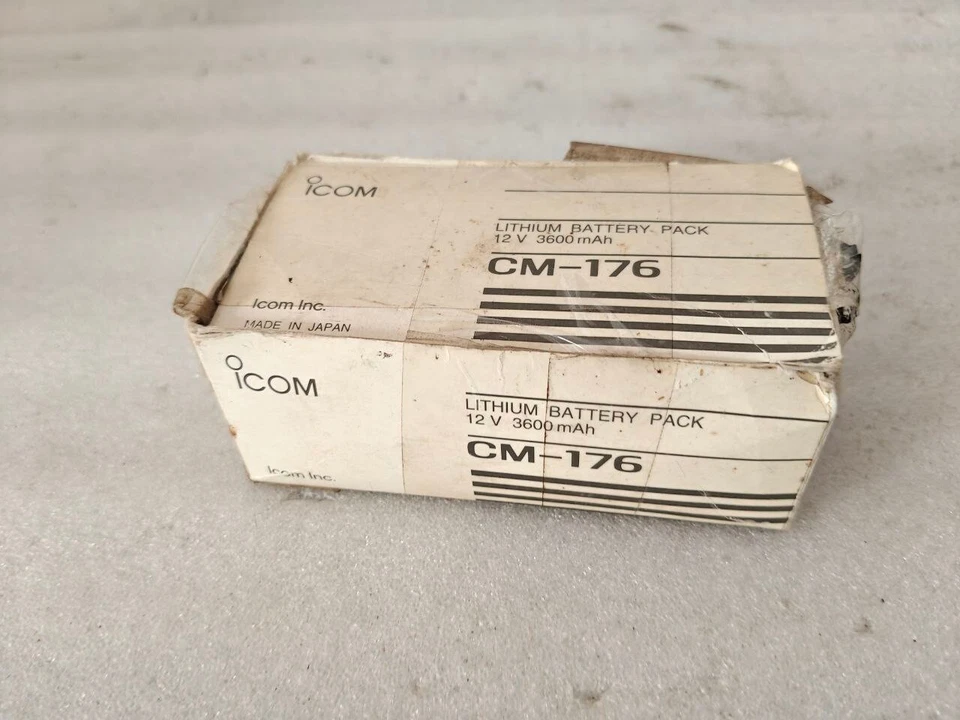 iCOM
LITHIUM BATTERY PACK
12 V 3600 mAh
CM-176
Icom Inc.
MADE IN JAPAN
iCOM
LITHIUM BATTERY PACK
12 V 3600 mAh
CM-176
Icom Inc.